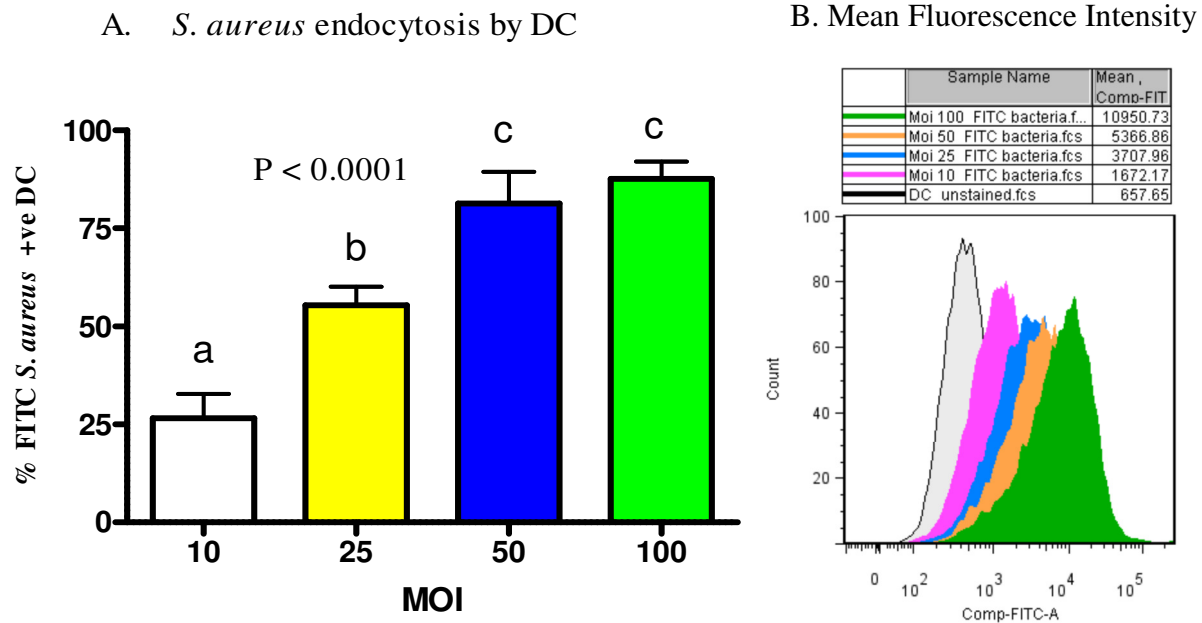 A. S. aureus endocytosis by DC
% FITC S. aureus +ve DC
100
75
50
25
0
P < 0.0001
a
b
c
c
10 25 50 100
MOI
B. Mean Fluorescence Intensity
Sample Name Mean ,
Comp-FIT
Moi 100 FITC bacteria.f... 10950.73
Moi 50 FITC bacteria.fcs 5366.86
Moi 25 FITC bacteria.fcs 3707.96
Moi 10 FITC bacteria.fcs 1672.17
DC unstained.fcs 657.65
Count
100
80
60
40
20
0 10² 10³ 10⁴ 10⁵
Comp-FITC-A